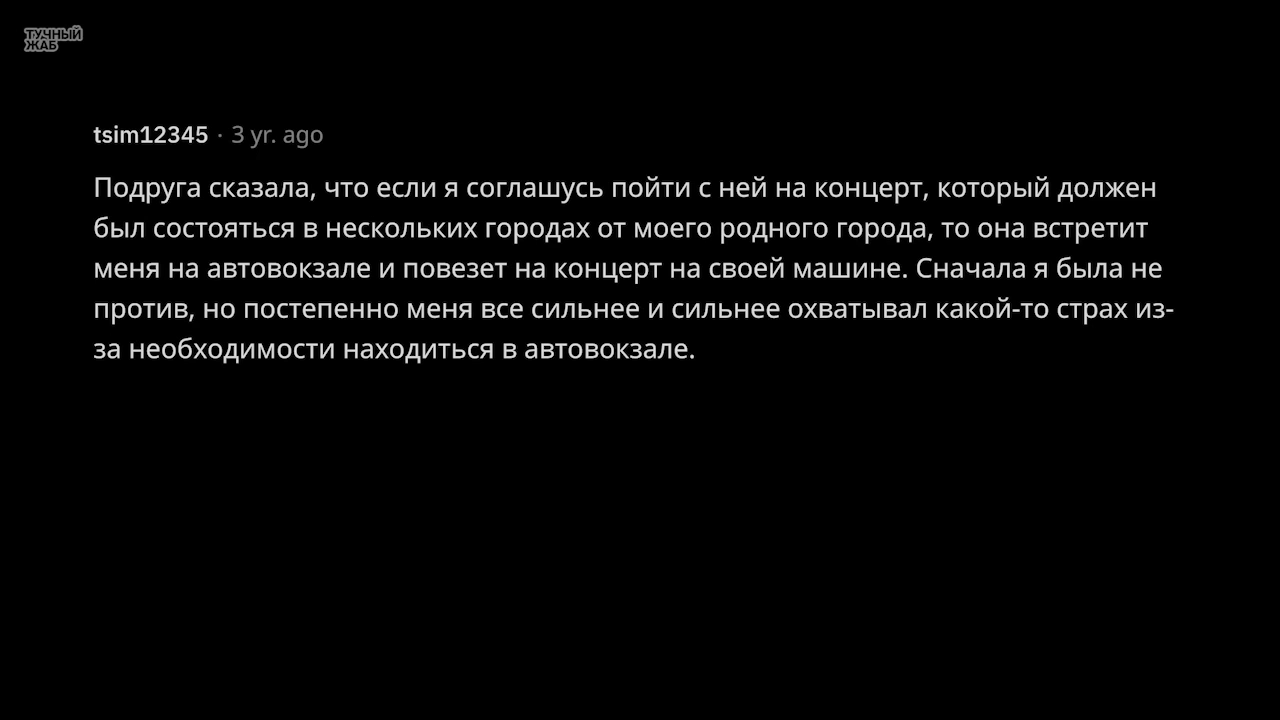 ТУЧНЫЙ
ЖАБ
tsim12345 · 3 yr. ago
Подруга сказала, что если я соглашусь пойти с ней на концерт, который должен
был состояться в нескольких городах от моего родного города, то она встретит
меня на автовокзале и повезет на концерт на своей машине. Сначала я была не
против, но постепенно меня все сильнее и сильнее охватывал какой-то страх из-
за необходимости находиться в автовокзале.